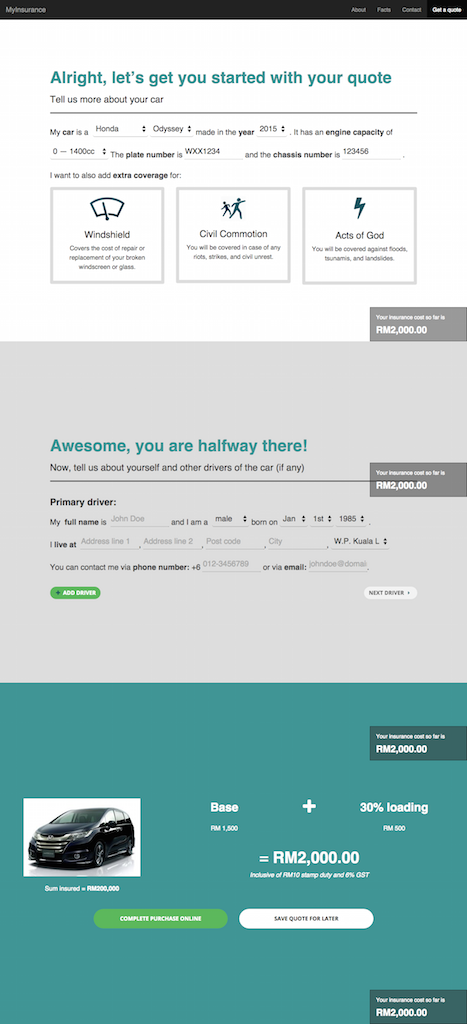 MyInsurance About Facts Contact Get a quote
Alright, let's get you started with your quote
Tell us more about your car
My car is a Honda Odyssey made in the year 2015 . It has an engine capacity of
0 — 1400cc The plate number is WXX1234 and the chassis number is 123456 .
I want to also add extra coverage for:
Windshield
Covers the cost of repair or
replacement of your broken
windscreen or glass.
Civil Commotion
You will be covered in case of any
riots, strikes, and civil unrest.
Acts of God
You will be covered against floods,
tsunamis, and landslides.
Your insurance cost so far is
RM2,000.00
Awesome, you are halfway there!
Now, tell us about yourself and other drivers of the car (if any)
Your insurance cost so far is
RM2,000.00
Primary driver:
My full name is John Doe and I am a male born on Jan 1st 1985 .
I live at Address line 1 , Address line 2 , Post code , City , W.P. Kuala L
You can contact me via phone number: +6 012-3456789 or via email: johndoe@domai .
+ ADD DRIVER
NEXT DRIVER
Your insurance cost so far is
RM2,000.00
Base + 30% loading
RM 1,500 RM 500
= RM2,000.00
Inclusive of RM10 stamp duty and 6% GST
Sum insured = RM200,000
COMPLETE PURCHASE ONLINE
SAVE QUOTE FOR LATER
Your insurance cost so far is
RM2,000.00